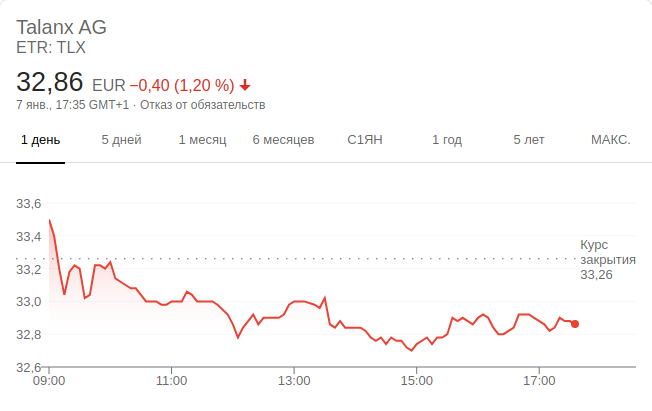 Talanx AG
ETR: TLX
32,86 EUR −0,40 (1,20 %)
7 янв., 17:35 GMT+1 · Отказ от обязательств
1 день 5 дней 1 месяц 6 месяцев С1ЯН 1 год 5 лет МАКС.
33,6
33,4
Курс
закрытия
33,26
33,2
33,0
32,8
32,6
09:00 11:00 13:00 15:00 17:00